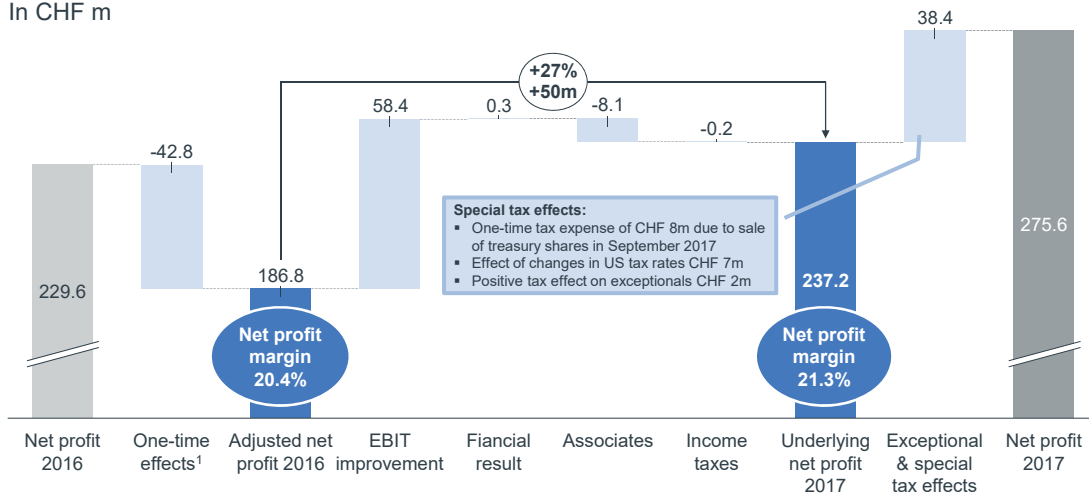 In CHF m
38.4
+27%
+50m
58.4
0.3
-8.1
-0.2
-42.8
Special tax effects:
▪ One-time tax expense of CHF 8m due to sale
of treasury shares in September 2017
▪ Effect of changes in US tax rates CHF 7m
▪ Positive tax effect on exceptionals CHF 2m
275.6
229.6
186.8
237.2
Net profit
margin
20.4%
Net profit
margin
21.3%
Net profit
2016
One-time
effects¹
Adjusted net
profit 2016
EBIT
improvement
Fiancial
result
Associates
Income
taxes
Underlying
net profit
2017
Exceptional
& special
tax effects
Net profit
2017